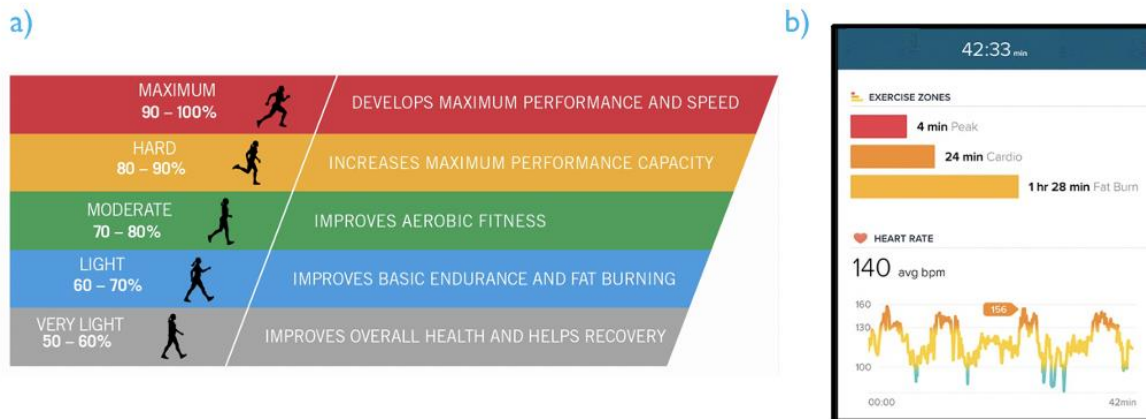 a)
MAXIMUM
90 – 100%
DEVELOPS MAXIMUM PERFORMANCE AND SPEED
HARD
80 – 90%
INCREASES MAXIMUM PERFORMANCE CAPACITY
MODERATE
70 – 80%
IMPROVES AEROBIC FITNESS
LIGHT
60 – 70%
IMPROVES BASIC ENDURANCE AND FAT BURNING
VERY LIGHT
50 – 60%
IMPROVES OVERALL HEALTH AND HELPS RECOVERY
b)
42:33 min
EXERCISE ZONES
4 min Peak
24 min Cardio
1 hr 28 min Fat Burn
HEART RATE
140 avg bpm
160
156
130
100
00:00
42min